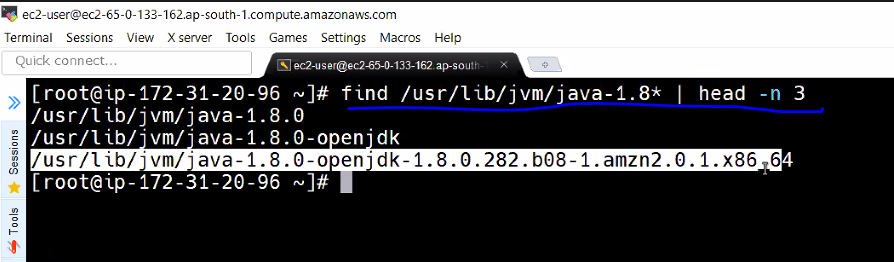 ec2-user@ec2-65-0-133-162.ap-south-1.compute.amazonaws.com
Terminal Sessions View X server Tools Games Settings Macros Help
Quick connect...
ec2-user@ec2-65-0-133-162.ap-south-
[root@ip-172-31-20-96 ~]# find /usr/lib/jvm/java-1.8* | head -n 3
/usr/lib/jvm/java-1.8.0
/usr/lib/jvm/java-1.8.0-openjdk
/usr/lib/jvm/java-1.8.0-openjdk-1.8.0.282.b08-1.amzn2.0.1.x86_64
[root@ip-172-31-20-96 ~]#
Sessions
Tools